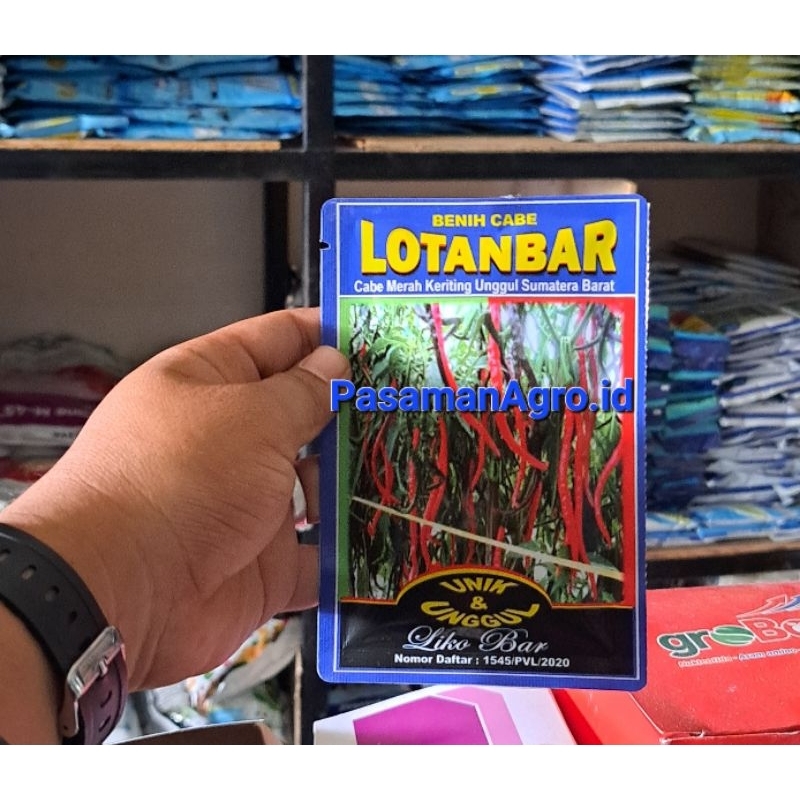 BENIH CABE
LOTANBAR
Cabe Merah Keriting Unggul Sumatera Barat
PasamanAgro.id
UNIK
&
UNGGUL
Liko Bar
Nomor Daftar : 1545/PVL/2020